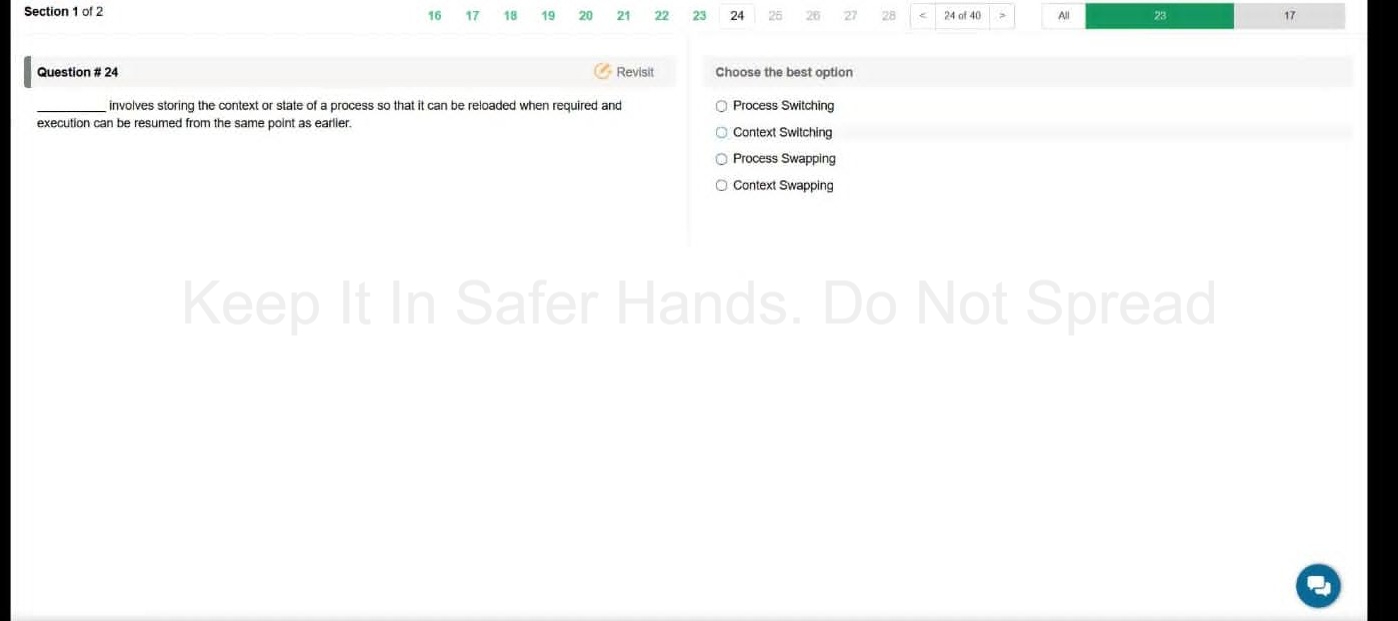 Section 1 of 2
16 17 18 19 20 21 22 23 24 25 26 27 28 < 24 of 40 > All 23 17
Question # 24
Revisit
__________ involves storing the context or state of a process so that it can be reloaded when required and
execution can be resumed from the same point as earlier.
Choose the best option
Process Switching
Context Switching
Process Swapping
Context Swapping
Keep It In Safer Hands. Do Not Spread